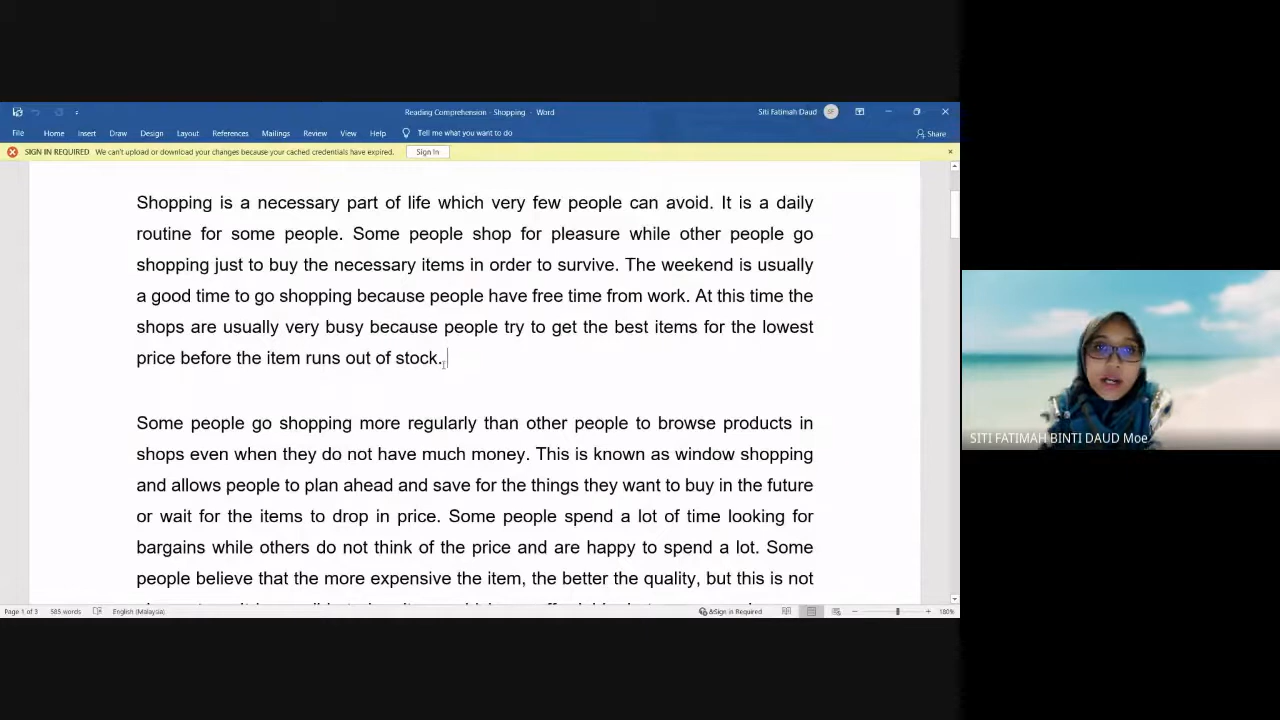 Reading Comprehension - Shopping - Word
Siti Fatimah Daud
SF
File Home Insert Draw Design Layout References Mailings Review View Help Tell me what you want to do
Share
SIGN IN REQUIRED We can't upload or download your changes because your cached credentials have expired. Sign In
Shopping is a necessary part of life which very few people can avoid. It is a daily
routine for some people. Some people shop for pleasure while other people go
shopping just to buy the necessary items in order to survive. The weekend is usually
a good time to go shopping because people have free time from work. At this time the
shops are usually very busy because people try to get the best items for the lowest
price before the item runs out of stock.
Some people go shopping more regularly than other people to browse products in
shops even when they do not have much money. This is known as window shopping
and allows people to plan ahead and save for the things they want to buy in the future
or wait for the items to drop in price. Some people spend a lot of time looking for
bargains while others do not think of the price and are happy to spend a lot. Some
people believe that the more expensive the item, the better the quality, but this is not
SITI FATIMAH BINTI DAUD Moe
Page 1 of 3 585 words English (Malaysia) Sign in Required 180%